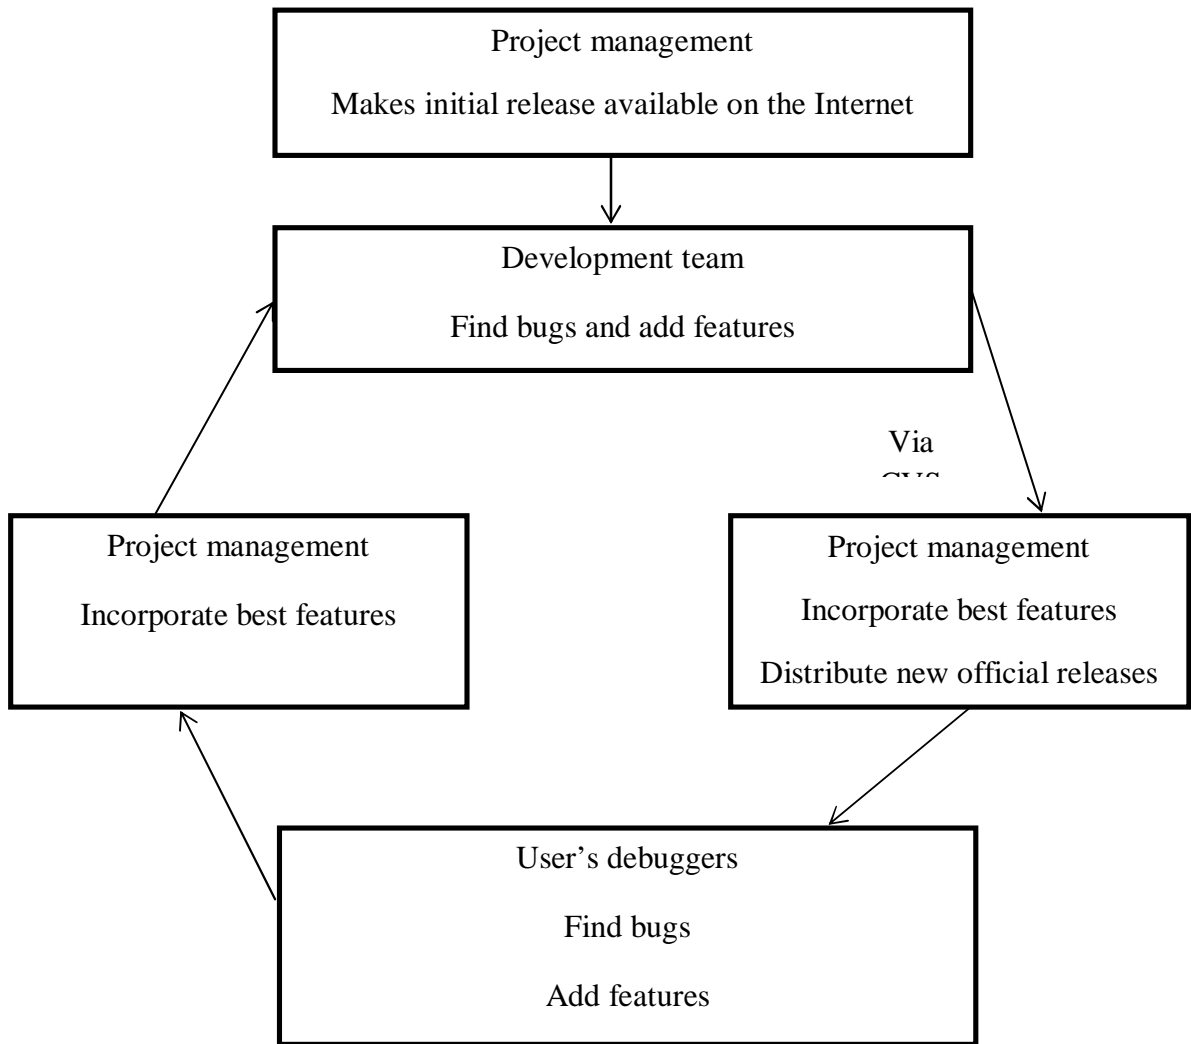 Project management
Makes initial release available on the Internet
Development team
Find bugs and add features
Via
Project management
Incorporate best features
Project management
Incorporate best features
Distribute new official releases
User’s debuggers
Find bugs
Add features